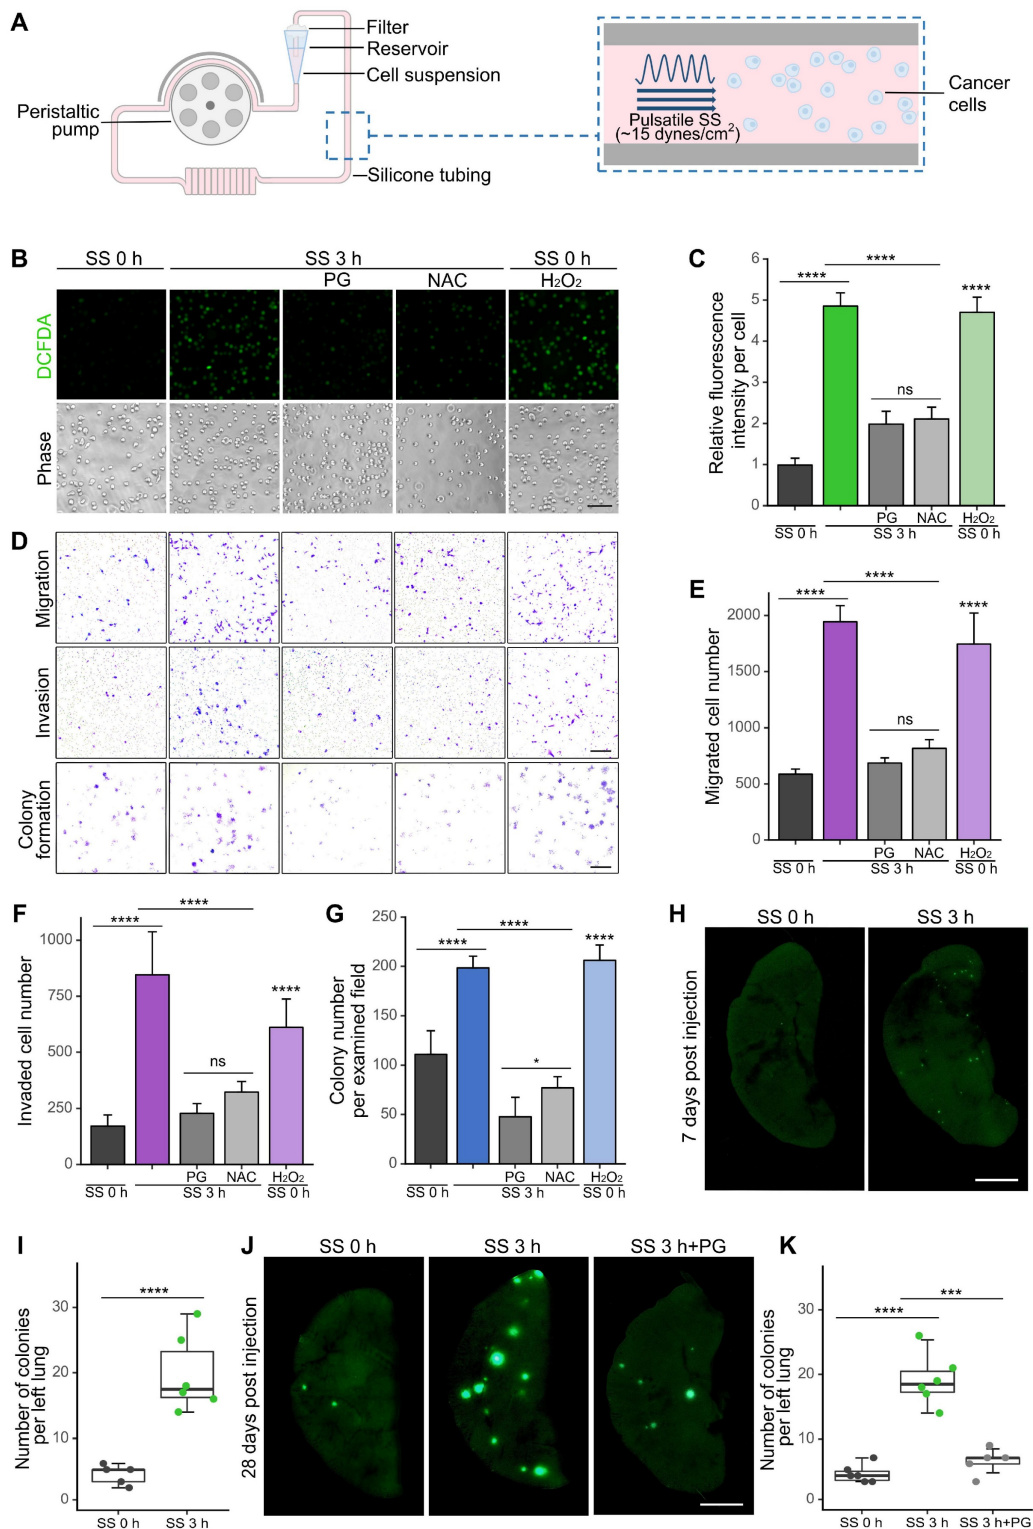 A
Filter
Reservoir
Cell suspension
Peristaltic
pump
Silicone tubing
Pulsatile SS
(~15 dynes/cm²)
Cancer
cells
B
SS 0 h
SS 3 h
SS 0 h
PG
NAC
H₂O₂
DCFDA
Phase
C
Relative fluorescence
intensity per cell
6
5
4
3
2
1
0
****
****
****
ns
PG
NAC
H₂O₂
SS 0 h
SS 3 h
SS 0 h
D
Migration
Invasion
Colony
formation
E
Migrated cell number
2000
1500
1000
500
0
****
****
****
ns
PG
NAC
H₂O₂
SS 0 h
SS 3 h
SS 0 h
F
Invaded cell number
1000
750
500
250
0
****
****
****
ns
PG
NAC
H₂O₂
SS 0 h
SS 3 h
SS 0 h
G
Colony number
per examined field
250
200
150
100
50
0
****
****
****
*
PG
NAC
H₂O₂
SS 0 h
SS 3 h
SS 0 h
H
SS 0 h
SS 3 h
7 days post injection
I
Number of colonies
per left lung
30
20
10
0
****
SS 0 h
SS 3 h
J
SS 0 h
SS 3 h
SS 3 h+PG
28 days post injection
K
Number of colonies
per left lung
30
20
10
0
****
***
SS 0 h
SS 3 h
SS 3 h+PG